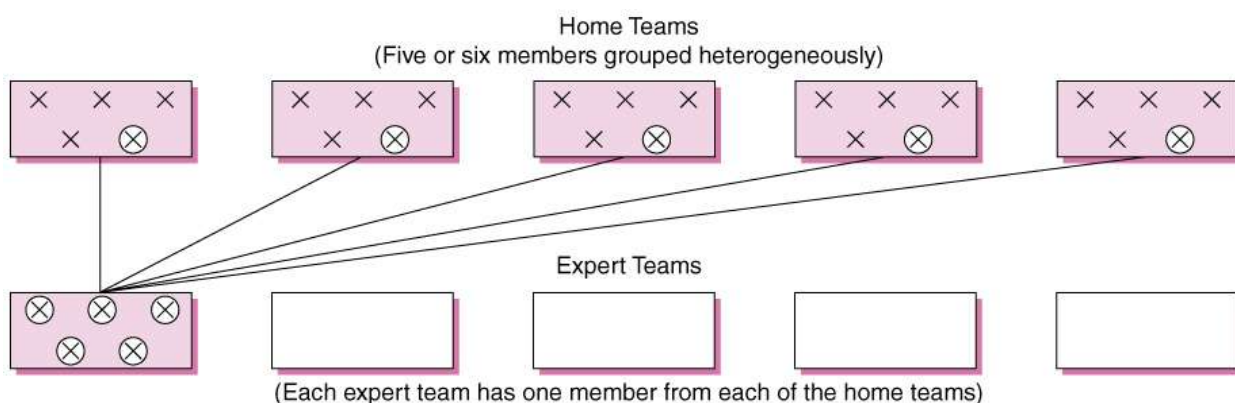 Home Teams
(Five or six members grouped heterogeneously)
Expert Teams
(Each expert team has one member from each of the home teams)